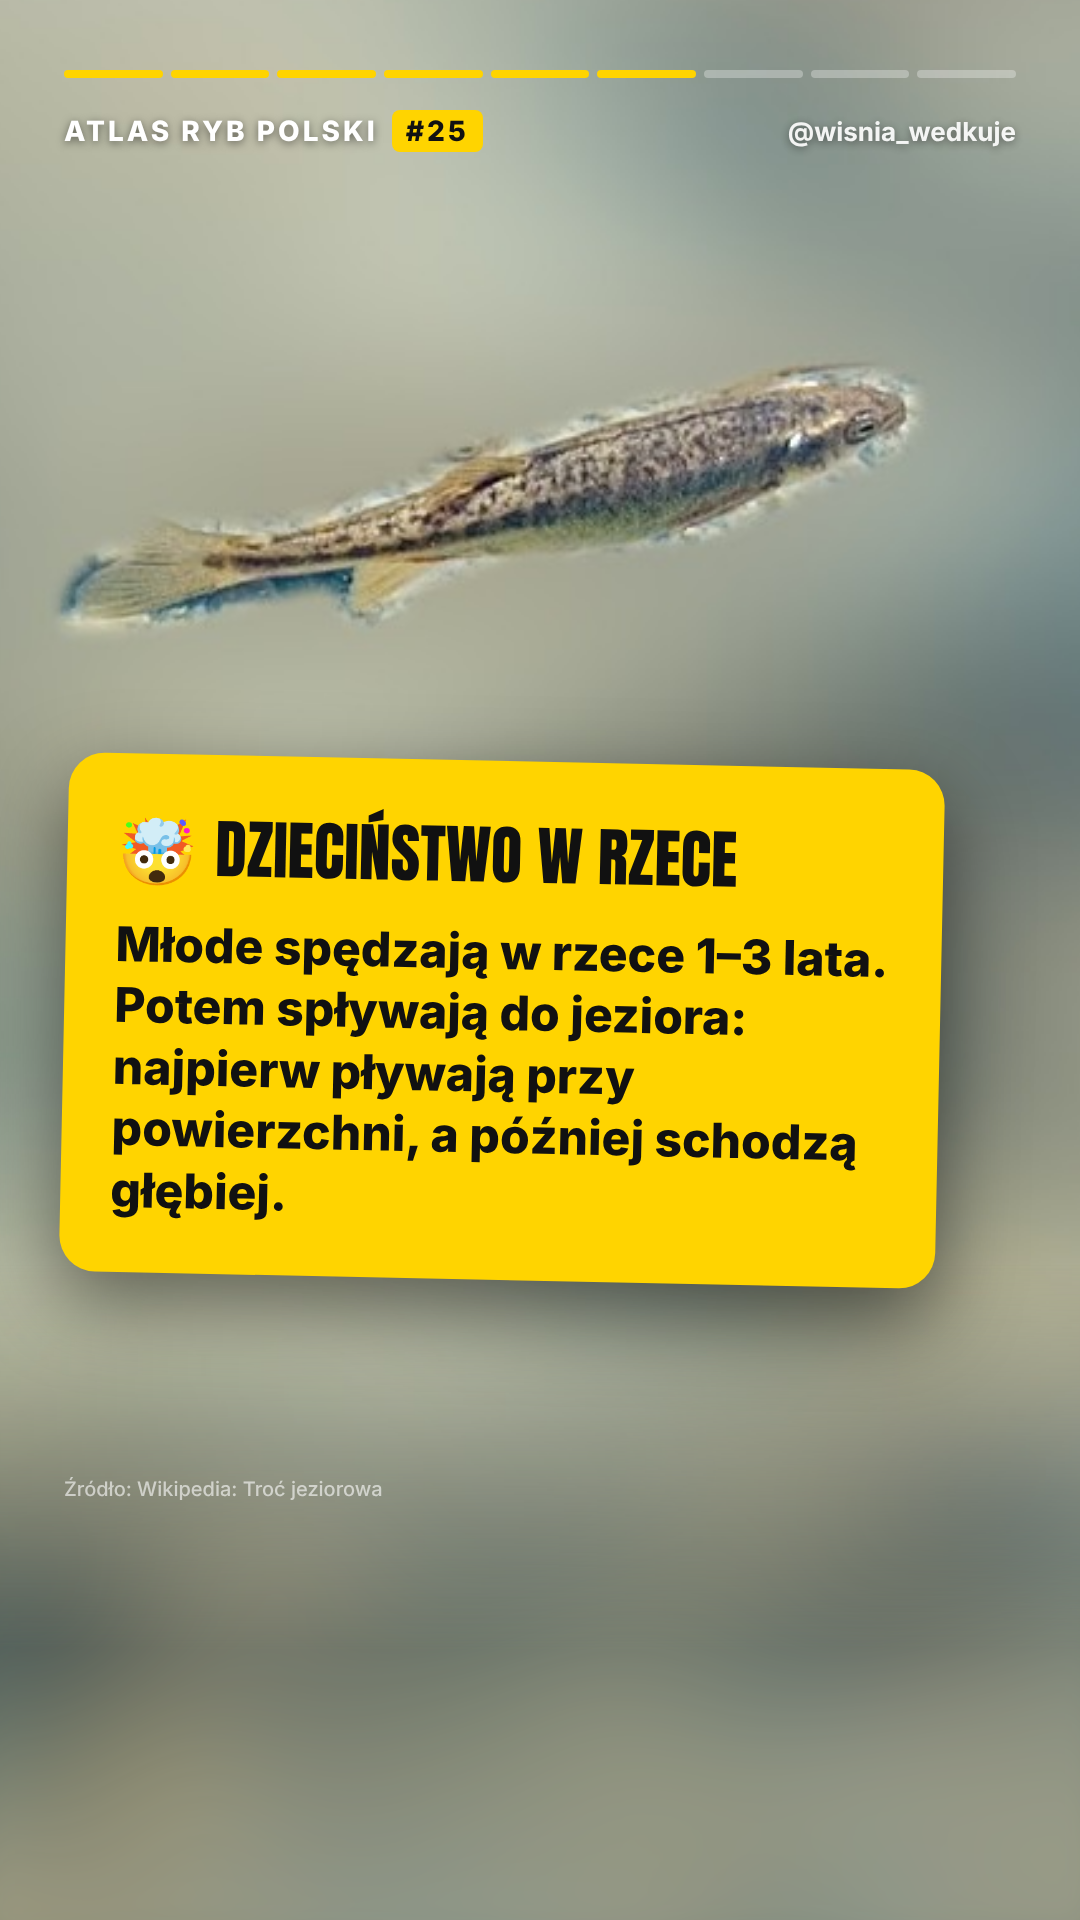 ATLAS RYB POLSKI #25
@wisnia_wedkuje
🤯 DZIECIŃSTWO W RZECE
Młode spędzają w rzece 1–3 lata.
Potem spływają do jeziora:
najpierw pływają przy
powierzchni, a później schodzą
głębiej.
Źródło: Wikipedia: Troć jeziorowa